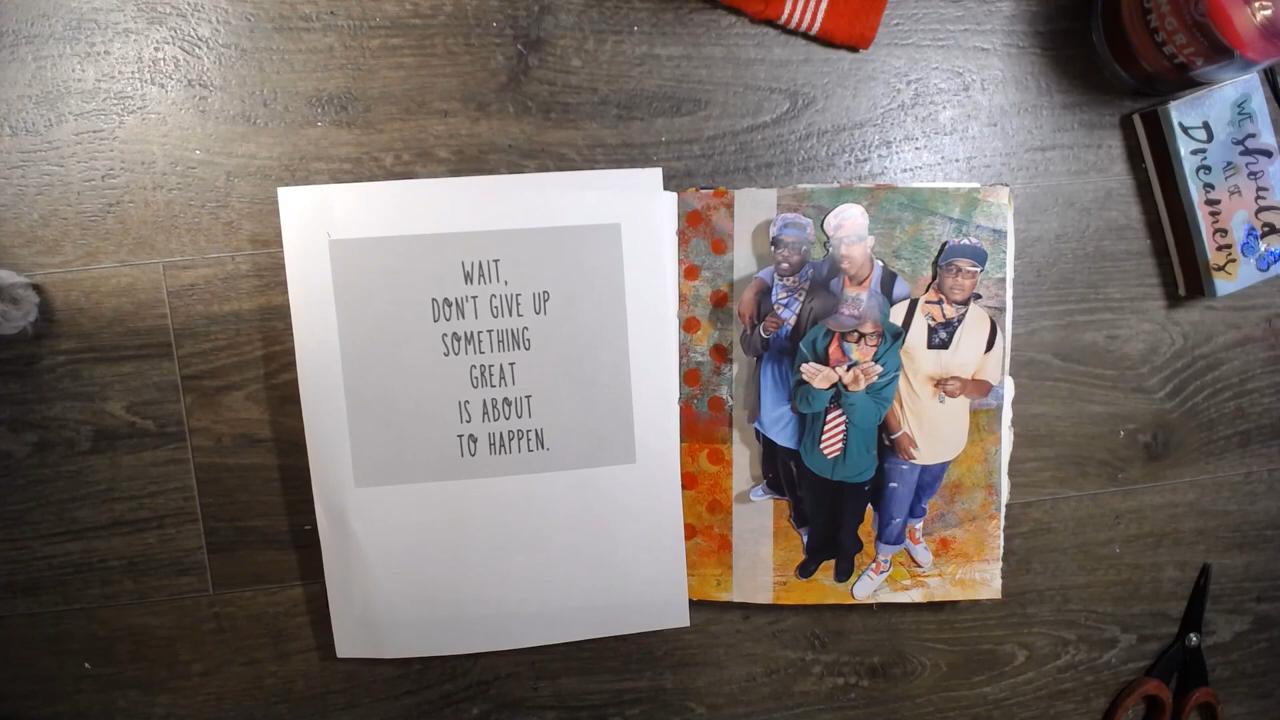 WAIT,
DON'T GIVE UP
SOMETHING
GREAT
IS ABOUT
TO HAPPEN.
WE
should
ALL BE
Dreamers